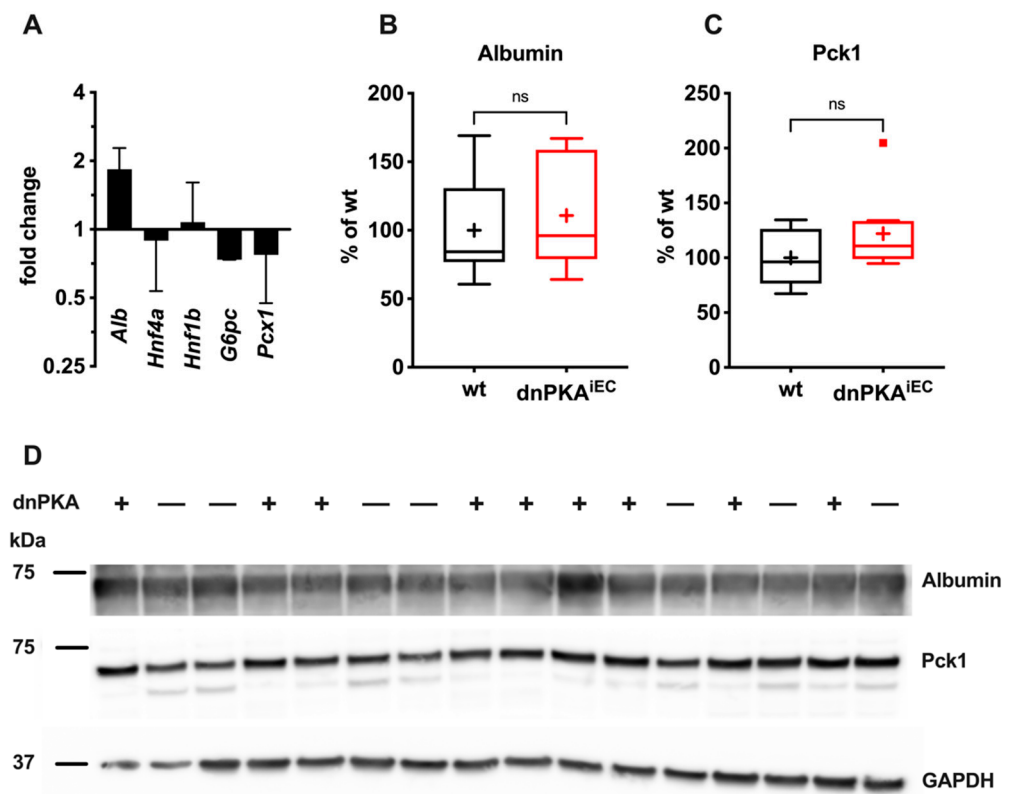 A
fold change
4
2
1
0.5
0.25
Alb
Hnf4a
Hnf1b
G6pc
Pcx1
B
Albumin
% of wt
200
150
100
50
0
ns
wt
dnPKAiEC
C
Pck1
% of wt
250
200
150
100
50
0
ns
wt
dnPKAiEC
D
dnPKA + — — + + — — + + + + — + — + —
kDa
75 Albumin
75 Pck1
37 GAPDH